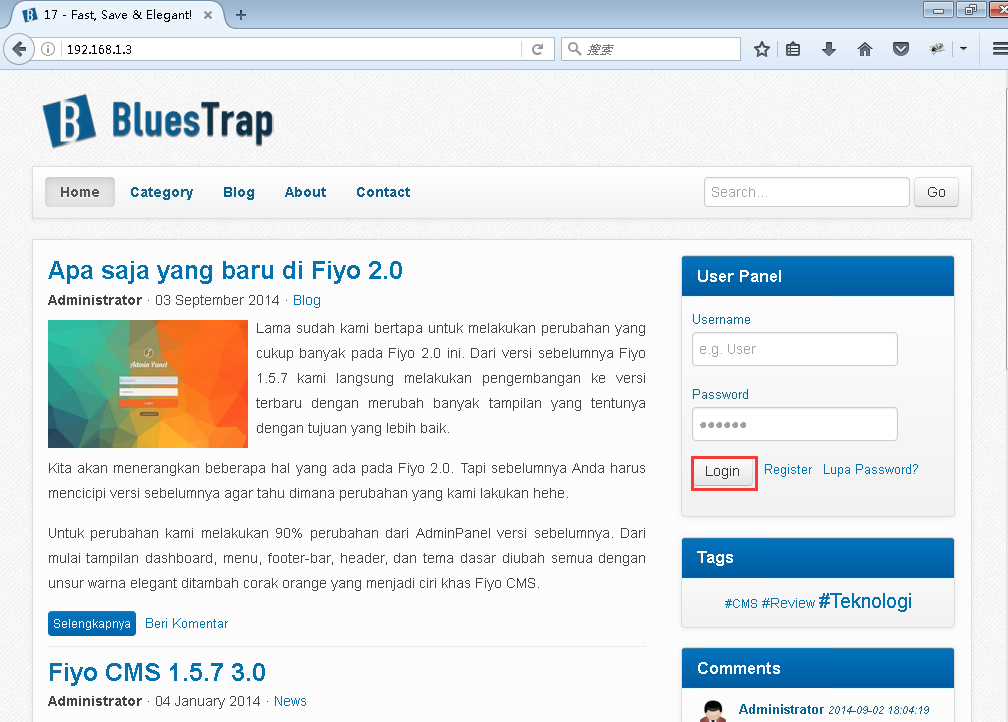 17 - Fast, Save & Elegant!
192.168.1.3
搜索
B BluesTrap
Home Category Blog About Contact
Search... Go
Apa saja yang baru di Fiyo 2.0
Administrator · 03 September 2014 · Blog
Admin Panel
Lama sudah kami bertapa untuk melakukan perubahan yang
cukup banyak pada Fiyo 2.0 ini. Dari versi sebelumnya Fiyo
1.5.7 kami langsung melakukan pengembangan ke versi
terbaru dengan merubah banyak tampilan yang tentunya
dengan tujuan yang lebih baik.
Kita akan menerangkan beberapa hal yang ada pada Fiyo 2.0. Tapi sebelumnya Anda harus
mencicipi versi sebelumnya agar tahu dimana perubahan yang kami lakukan hehe.
Untuk perubahan kami melakukan 90% perubahan dari AdminPanel versi sebelumnya. Dari
mulai tampilan dashboard, menu, footer-bar, header, dan tema dasar diubah semua dengan
unsur warna elegant ditambah corak orange yang menjadi ciri khas Fiyo CMS.
Selengkapnya Beri Komentar
Fiyo CMS 1.5.7 3.0
Administrator · 04 January 2014 · News
User Panel
Username
e.g. User
Password
Login Register Lupa Password?
Tags
#CMS #Review #Teknologi
Comments
Administrator 2014-09-02 18:04:19